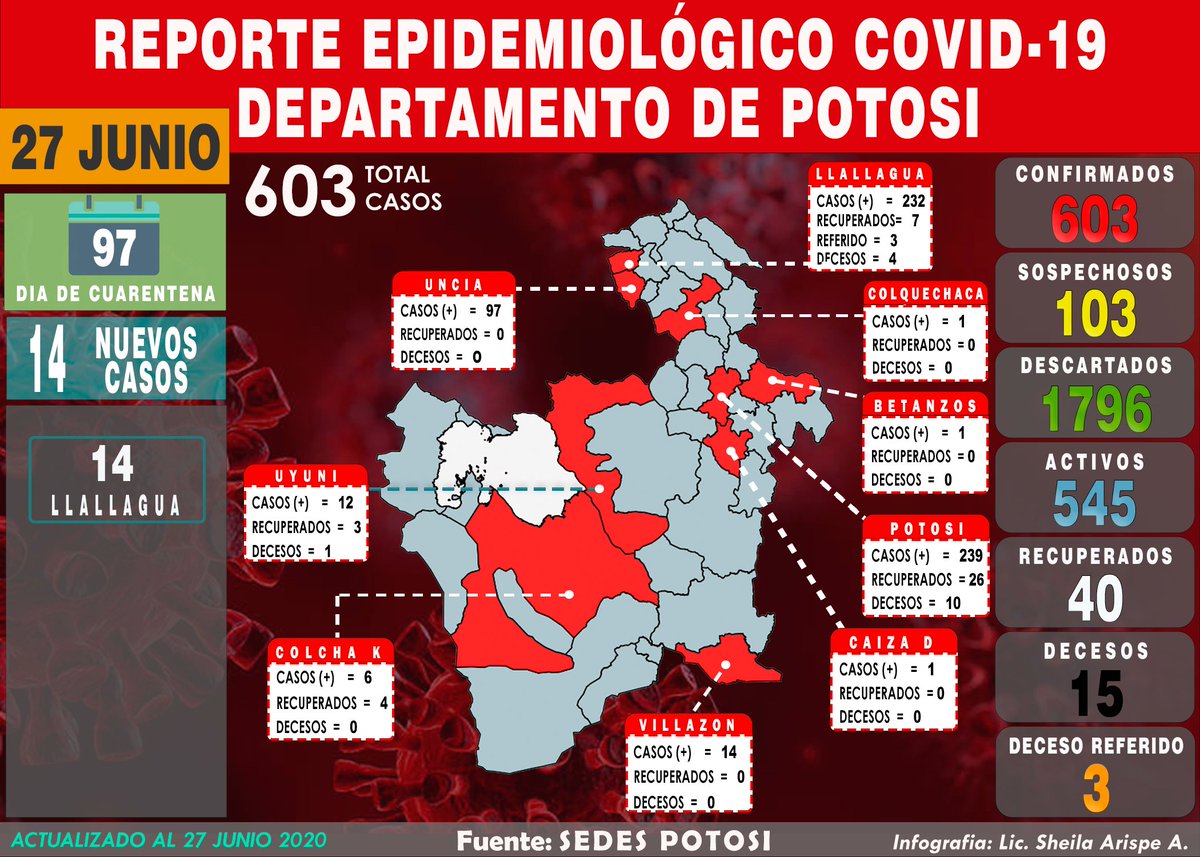 REPORTE EPIDEMIOLÓGICO COVID-19
DEPARTAMENTO DE POTOSI
27 JUNIO
97
DIA DE CUARENTENA
14 NUEVOS CASOS
14
LLALLAGUA
603 TOTAL CASOS
LLALLAGUA
CASOS (+) = 232
RECUPERADOS= 7
REFERIDO = 3
DECESOS = 4
UNCIA
CASOS (+) = 97
RECUPERADOS = 0
DECESOS = 0
COLQUECHACA
CASOS (+) = 1
RECUPERADOS =0
DECESOS = 0
BETANZOS
CASOS (+) = 1
RECUPERADOS =0
DECESOS = 0
UYUNI
CASOS (+) = 12
RECUPERADOS = 3
DECESOS = 1
POTOSI
CASOS (+) = 239
RECUPERADOS =26
DECESOS = 10
COLCHA K
CASOS (+) = 6
RECUPERADOS = 4
DECESOS = 0
CAIZA D
CASOS (+) = 1
RECUPERADOS =0
DECESOS = 0
VILLAZON
CASOS (+) = 14
RECUPERADOS = 0
DECESOS = 0
CONFIRMADOS
603
SOSPECHOSOS
103
DESCARTADOS
1796
ACTIVOS
545
RECUPERADOS
40
DECESOS
15
DECESO REFERIDO
3
ACTUALIZADO AL 27 JUNIO 2020
Fuente: SEDES POTOSI
Infografia: Lic. Sheila Arispe A.